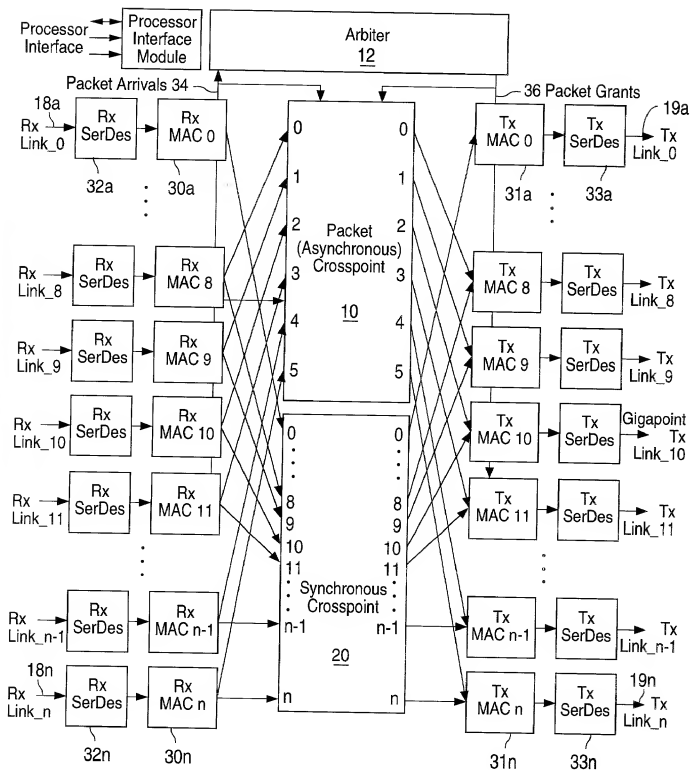 Processor
Interface
Processor
Interface
Module
Arbiter
12
Packet Arrivals 34
36 Packet Grants
18a
Rx
Link_0
Rx
SerDes
32a
Rx
MAC 0
30a
Tx
MAC 0
31a
Tx
SerDes
33a
19a
Tx
Link_0
0
1
2
3
4
5
Packet
(Asynchronous)
Crosspoint
10
0
1
2
3
4
5
Rx
Link_8
Rx
SerDes
Rx
MAC 8
Tx
MAC 8
Tx
SerDes
Tx
Link_8
Rx
Link_9
Rx
SerDes
Rx
MAC 9
Tx
MAC 9
Tx
SerDes
Tx
Link_9
Rx
Link_10
Rx
SerDes
Rx
MAC 10
Tx
MAC 10
Tx
SerDes
Gigapoint
Tx
Link_10
Rx
Link_11
Rx
SerDes
Rx
MAC 11
Tx
MAC 11
Tx
SerDes
Tx
Link_11
0
8
9
10
11
n-1
n
Synchronous
Crosspoint
20
0
8
9
10
11
n-1
n
Rx
Link_n-1
Rx
SerDes
Rx
MAC n-1
Tx
MAC n-1
Tx
SerDes
Tx
Link_n-1
18n
Rx
Link_n
Rx
SerDes
32n
Rx
MAC n
30n
Tx
MAC n
31n
Tx
SerDes
33n
19n
Tx
Link_n